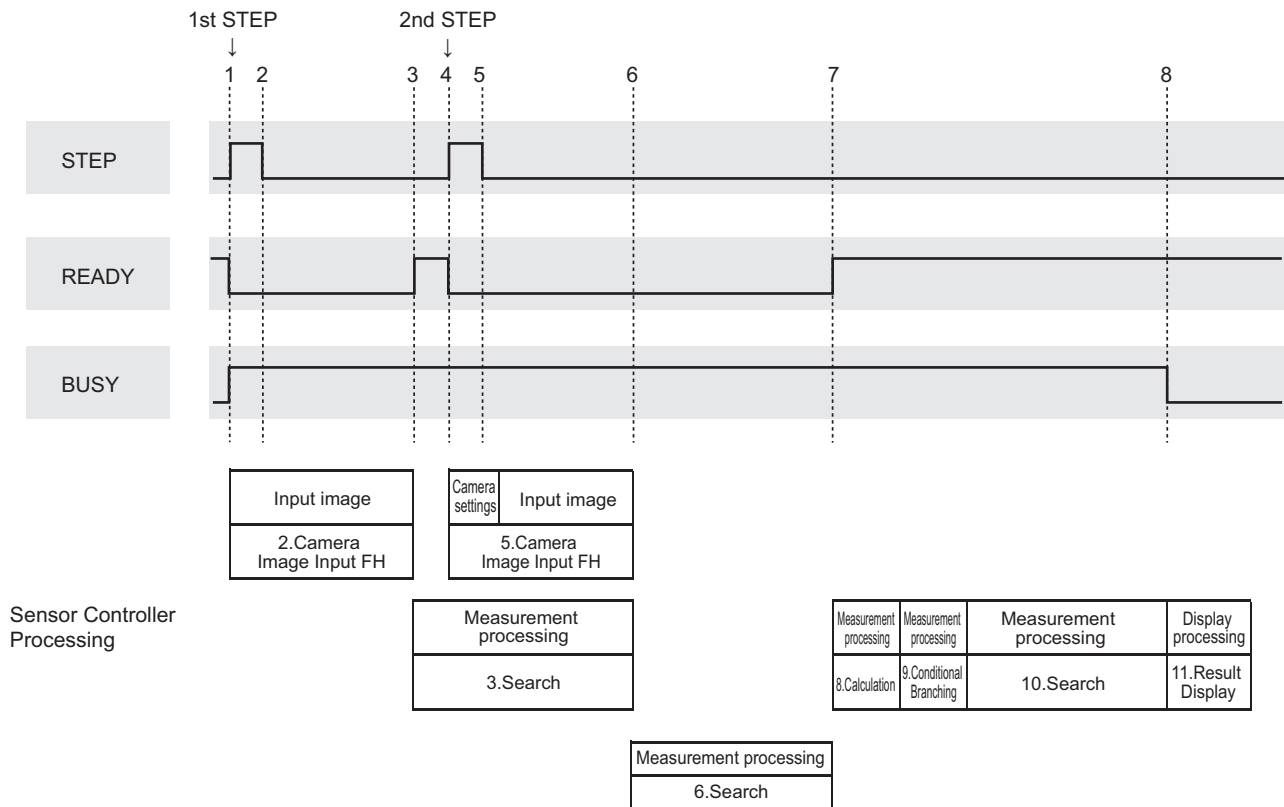 1st STEP 2nd STEP
↓ ↓
1 2 3 4 5 6 7 8
STEP
READY
BUSY
Sensor Controller
Processing
Input image
2.Camera
Image Input FH
Camera
settings
Input image
5.Camera
Image Input FH
Measurement
processing
3.Search
Measurement processing
6.Search
Measurement
processing
8.Calculation
Measurement
processing
9.Conditional
Branching
Measurement
processing
10.Search
Display
processing
11.Result
Display